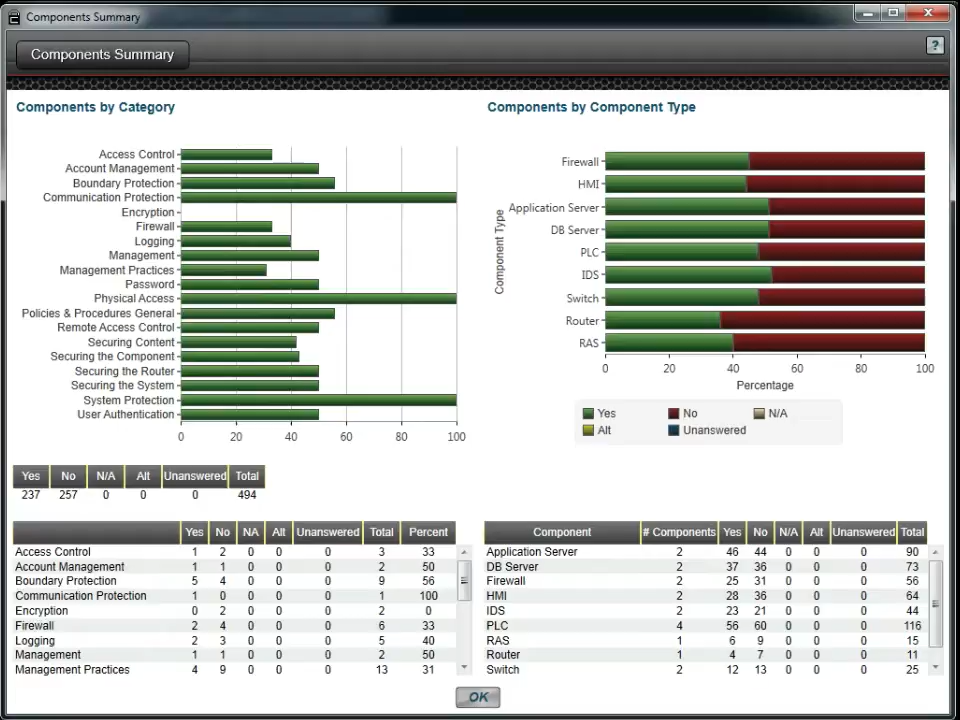 Components Summary
Components Summary
?
Components by Category
Components by Component Type
Access Control
Account Management
Boundary Protection
Communication Protection
Encryption
Firewall
Logging
Management
Management Practices
Password
Physical Access
Policies & Procedures General
Remote Access Control
Securing Content
Securing the Component
Securing the Router
Securing the System
System Protection
User Authentication
0 20 40 60 80 100
Component Type
Firewall
HMI
Application Server
DB Server
PLC
IDS
Switch
Router
RAS
0 20 40 60 80 100
Percentage
Yes No N/A
Alt Unanswered
Yes No N/A Alt Unanswered Total
237 257 0 0 0 494
Yes No NA Alt Unanswered Total Percent
Access Control 1 2 0 0 0 3 33
Account Management 1 1 0 0 0 2 50
Boundary Protection 5 4 0 0 0 9 56
Communication Protection 1 0 0 0 0 1 100
Encryption 0 2 0 0 0 2 0
Firewall 2 4 0 0 0 6 33
Logging 2 3 0 0 0 5 40
Management 1 1 0 0 0 2 50
Management Practices 4 9 0 0 0 13 31
Component # Components Yes No N/A Alt Unanswered Total
Application Server 2 46 44 0 0 0 90
DB Server 2 37 36 0 0 0 73
Firewall 2 25 31 0 0 0 56
HMI 2 28 36 0 0 0 64
IDS 2 23 21 0 0 0 44
PLC 4 56 60 0 0 0 116
RAS 1 6 9 0 0 0 15
Router 1 4 7 0 0 0 11
Switch 2 12 13 0 0 0 25
OK